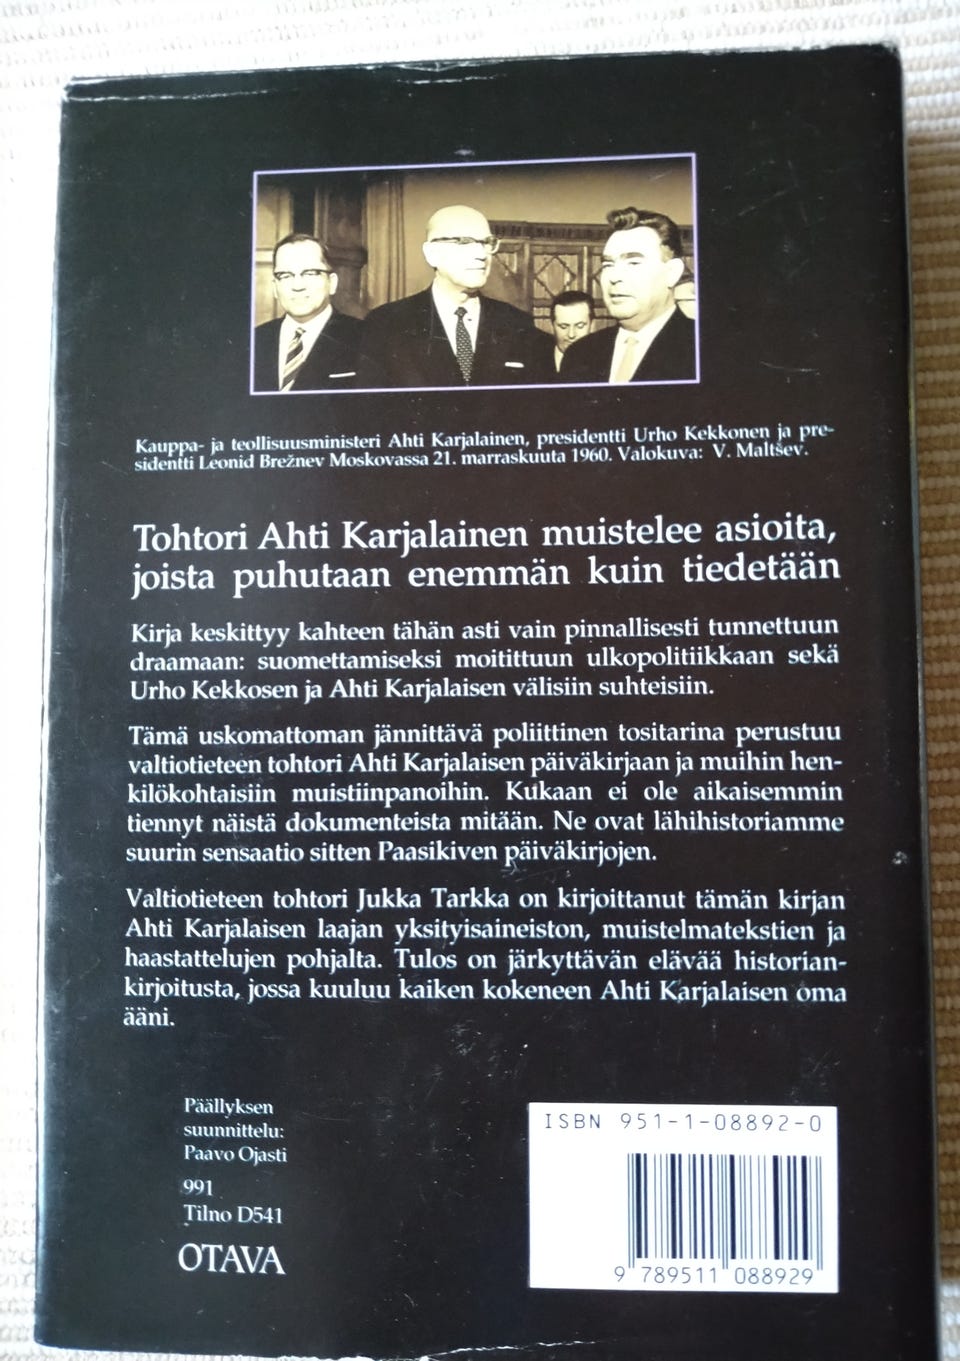 Kauppa- ja teollisuusministeri Ahti Karjalainen, presidentti Urho Kekkonen ja pre-
sidentti Leonid Brežnev Moskovassa 21. marraskuuta 1960. Valokuva: V. Maltšev.
Tohtori Ahti Karjalainen muistelee asioita,
joista puhutaan enemmän kuin tiedetään
Kirja keskittyy kahteen tähän asti vain pinnallisesti tunnettuun
draamaan: suomettamiseksi moitittuun ulkopolitiikkaan sekä
Urho Kekkosen ja Ahti Karjalaisen välisiin suhteisiin.
Tämä uskomattoman jännittävä poliittinen tositarina perustuu
valtiotieteen tohtori Ahti Karjalaisen päiväkirjaan ja muihin hen-
kilökohtaisiin muistiinpanoihin. Kukaan ei ole aikaisemmin
tiennyt näistä dokumenteista mitään. Ne ovat lähihistoriamme
suurin sensaatio sitten Paasikiven päiväkirjojen.
Valtiotieteen tohtori Jukka Tarkka on kirjoittanut tämän kirjan
Ahti Karjalaisen laajan yksityisaineiston, muistelmatekstien ja
haastattelujen pohjalta. Tulos on järkyttävän elävää historian-
kirjoitusta, jossa kuuluu kaiken kokeneen Ahti Karjalaisen oma
ääni.
Päällyksen
suunnittelu:
Paavo Ojasti
991
Tilno D541
OTAVA
ISBN 951-1-08892-0
9 789511 088929